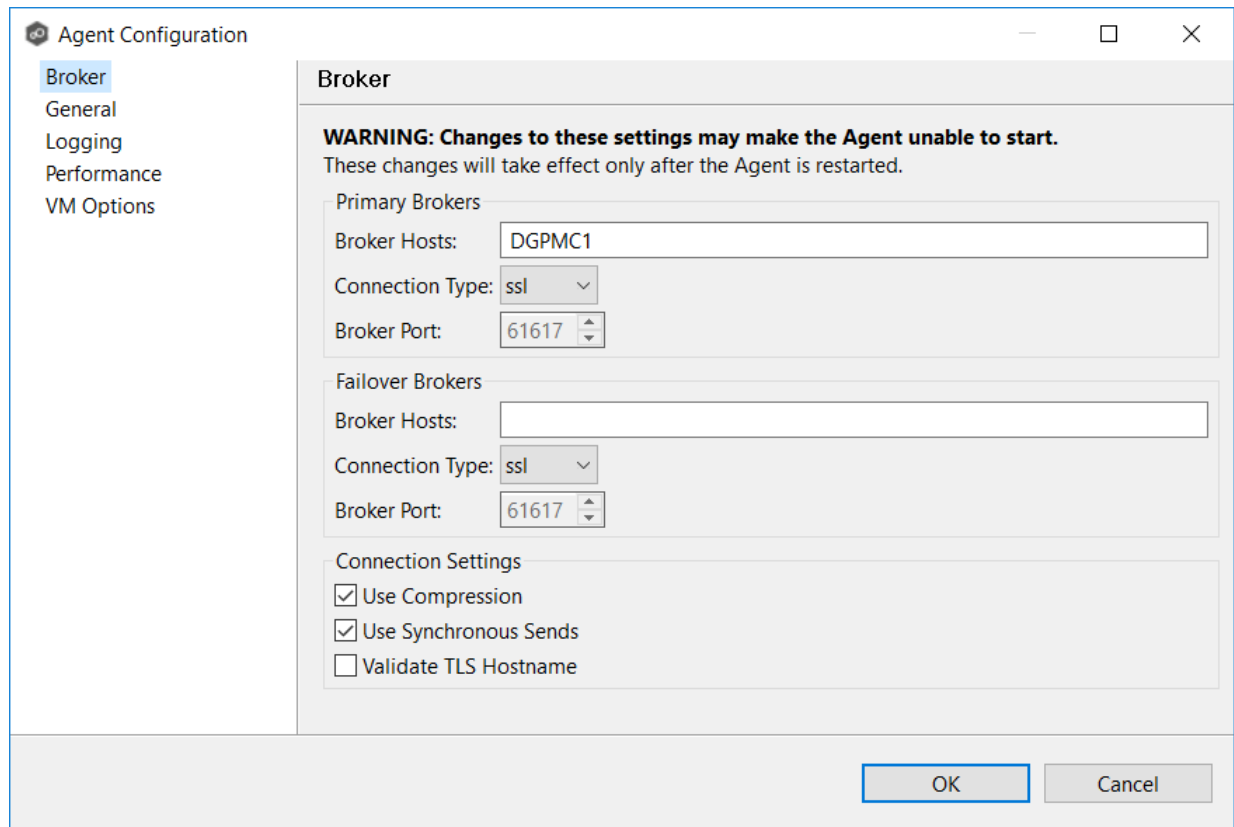 Agent Configuration
Broker
General
Logging
Performance
VM Options
Broker
WARNING: Changes to these settings may make the Agent unable to start.
These changes will take effect only after the Agent is restarted.
Primary Brokers
Broker Hosts: DGPMC1
Connection Type: ssl
Broker Port: 61617
Failover Brokers
Broker Hosts:
Connection Type: ssl
Broker Port: 61617
Connection Settings
Use Compression
Use Synchronous Sends
Validate TLS Hostname
OK Cancel